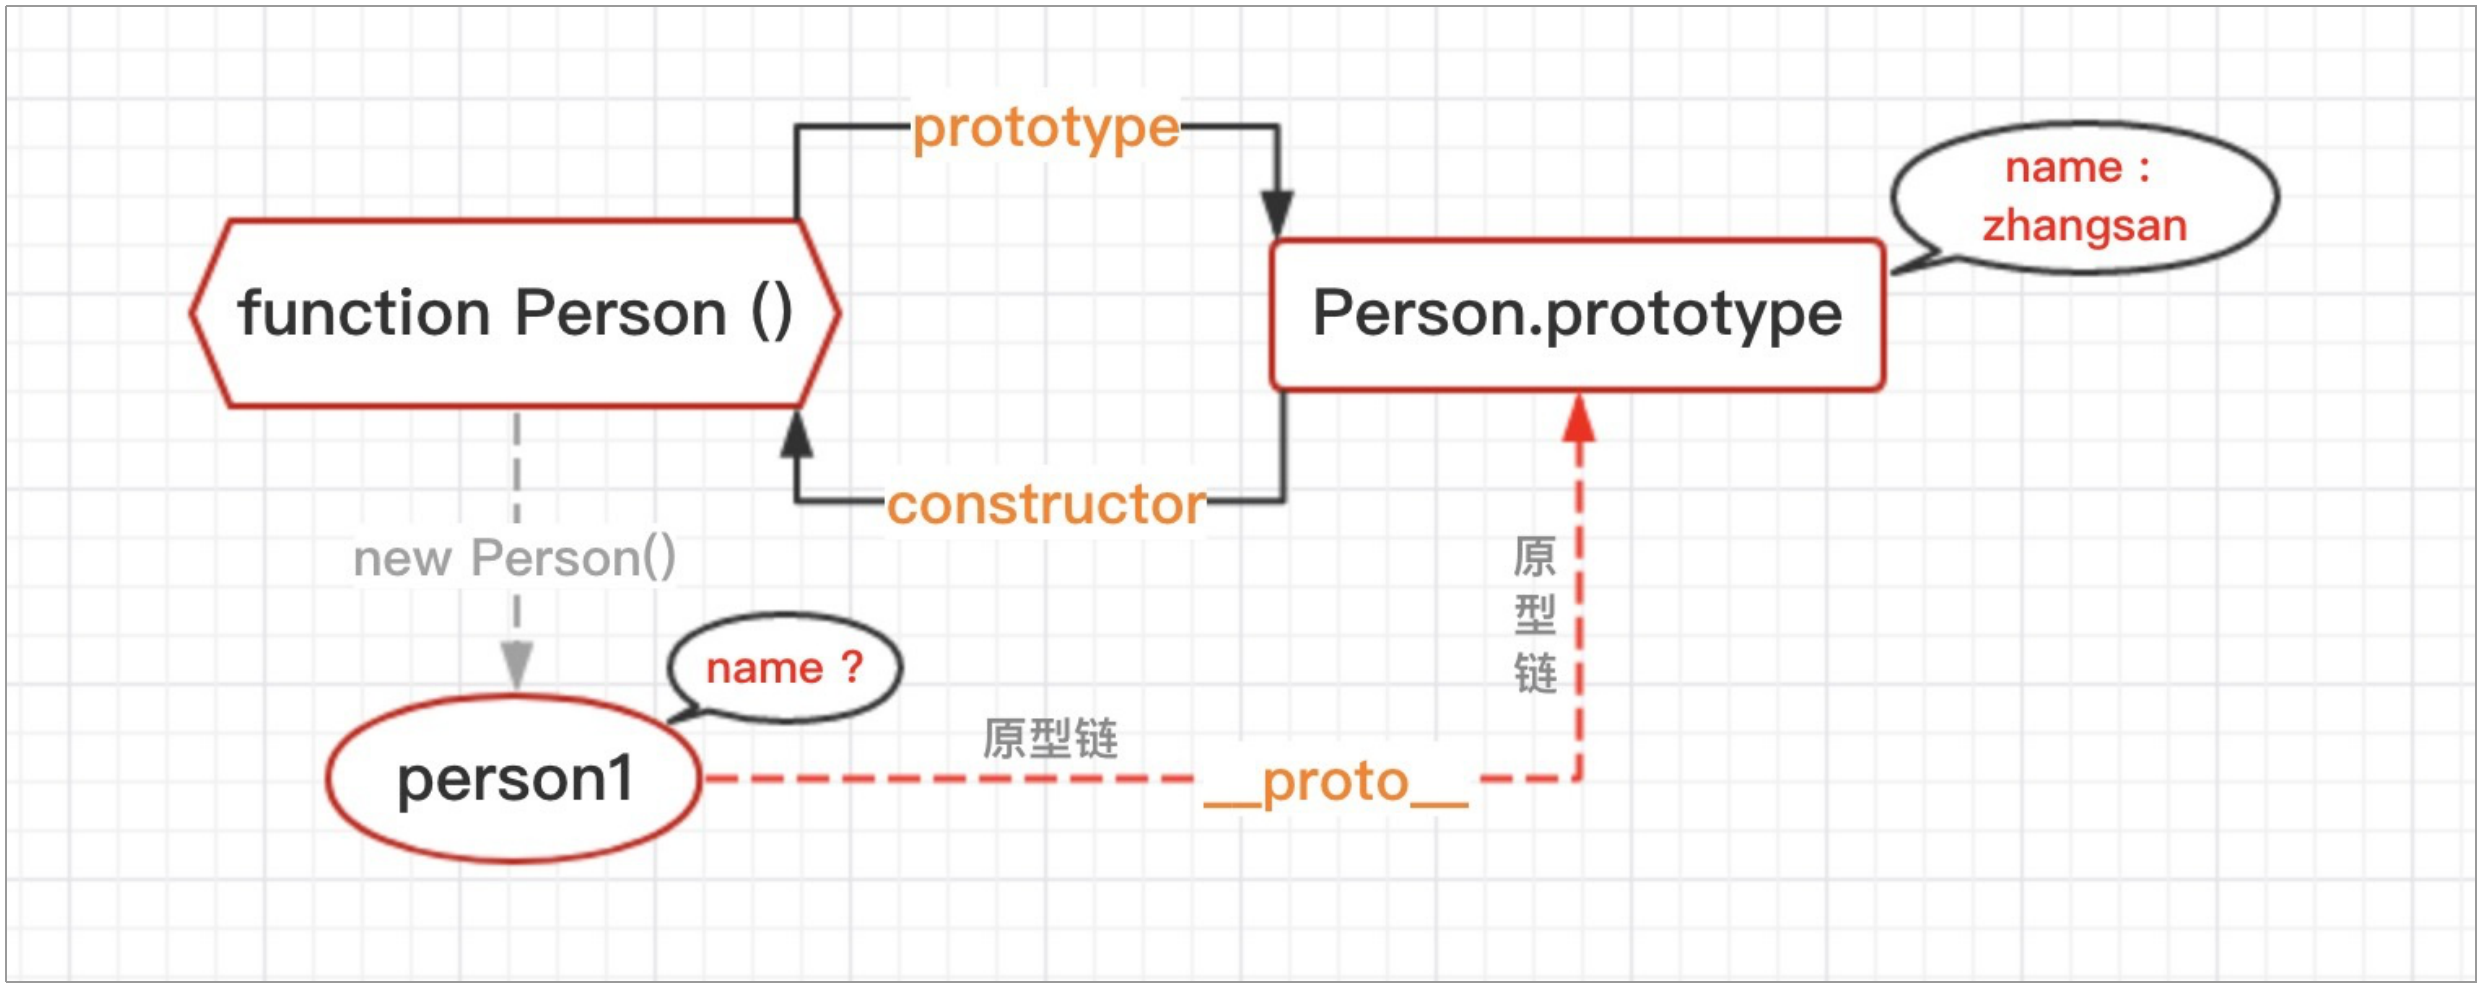 prototype
name :
zhangsan
function Person ()
Person.prototype
constructor
new Person()
原
型
链
name ?
原型链
person1
__proto__